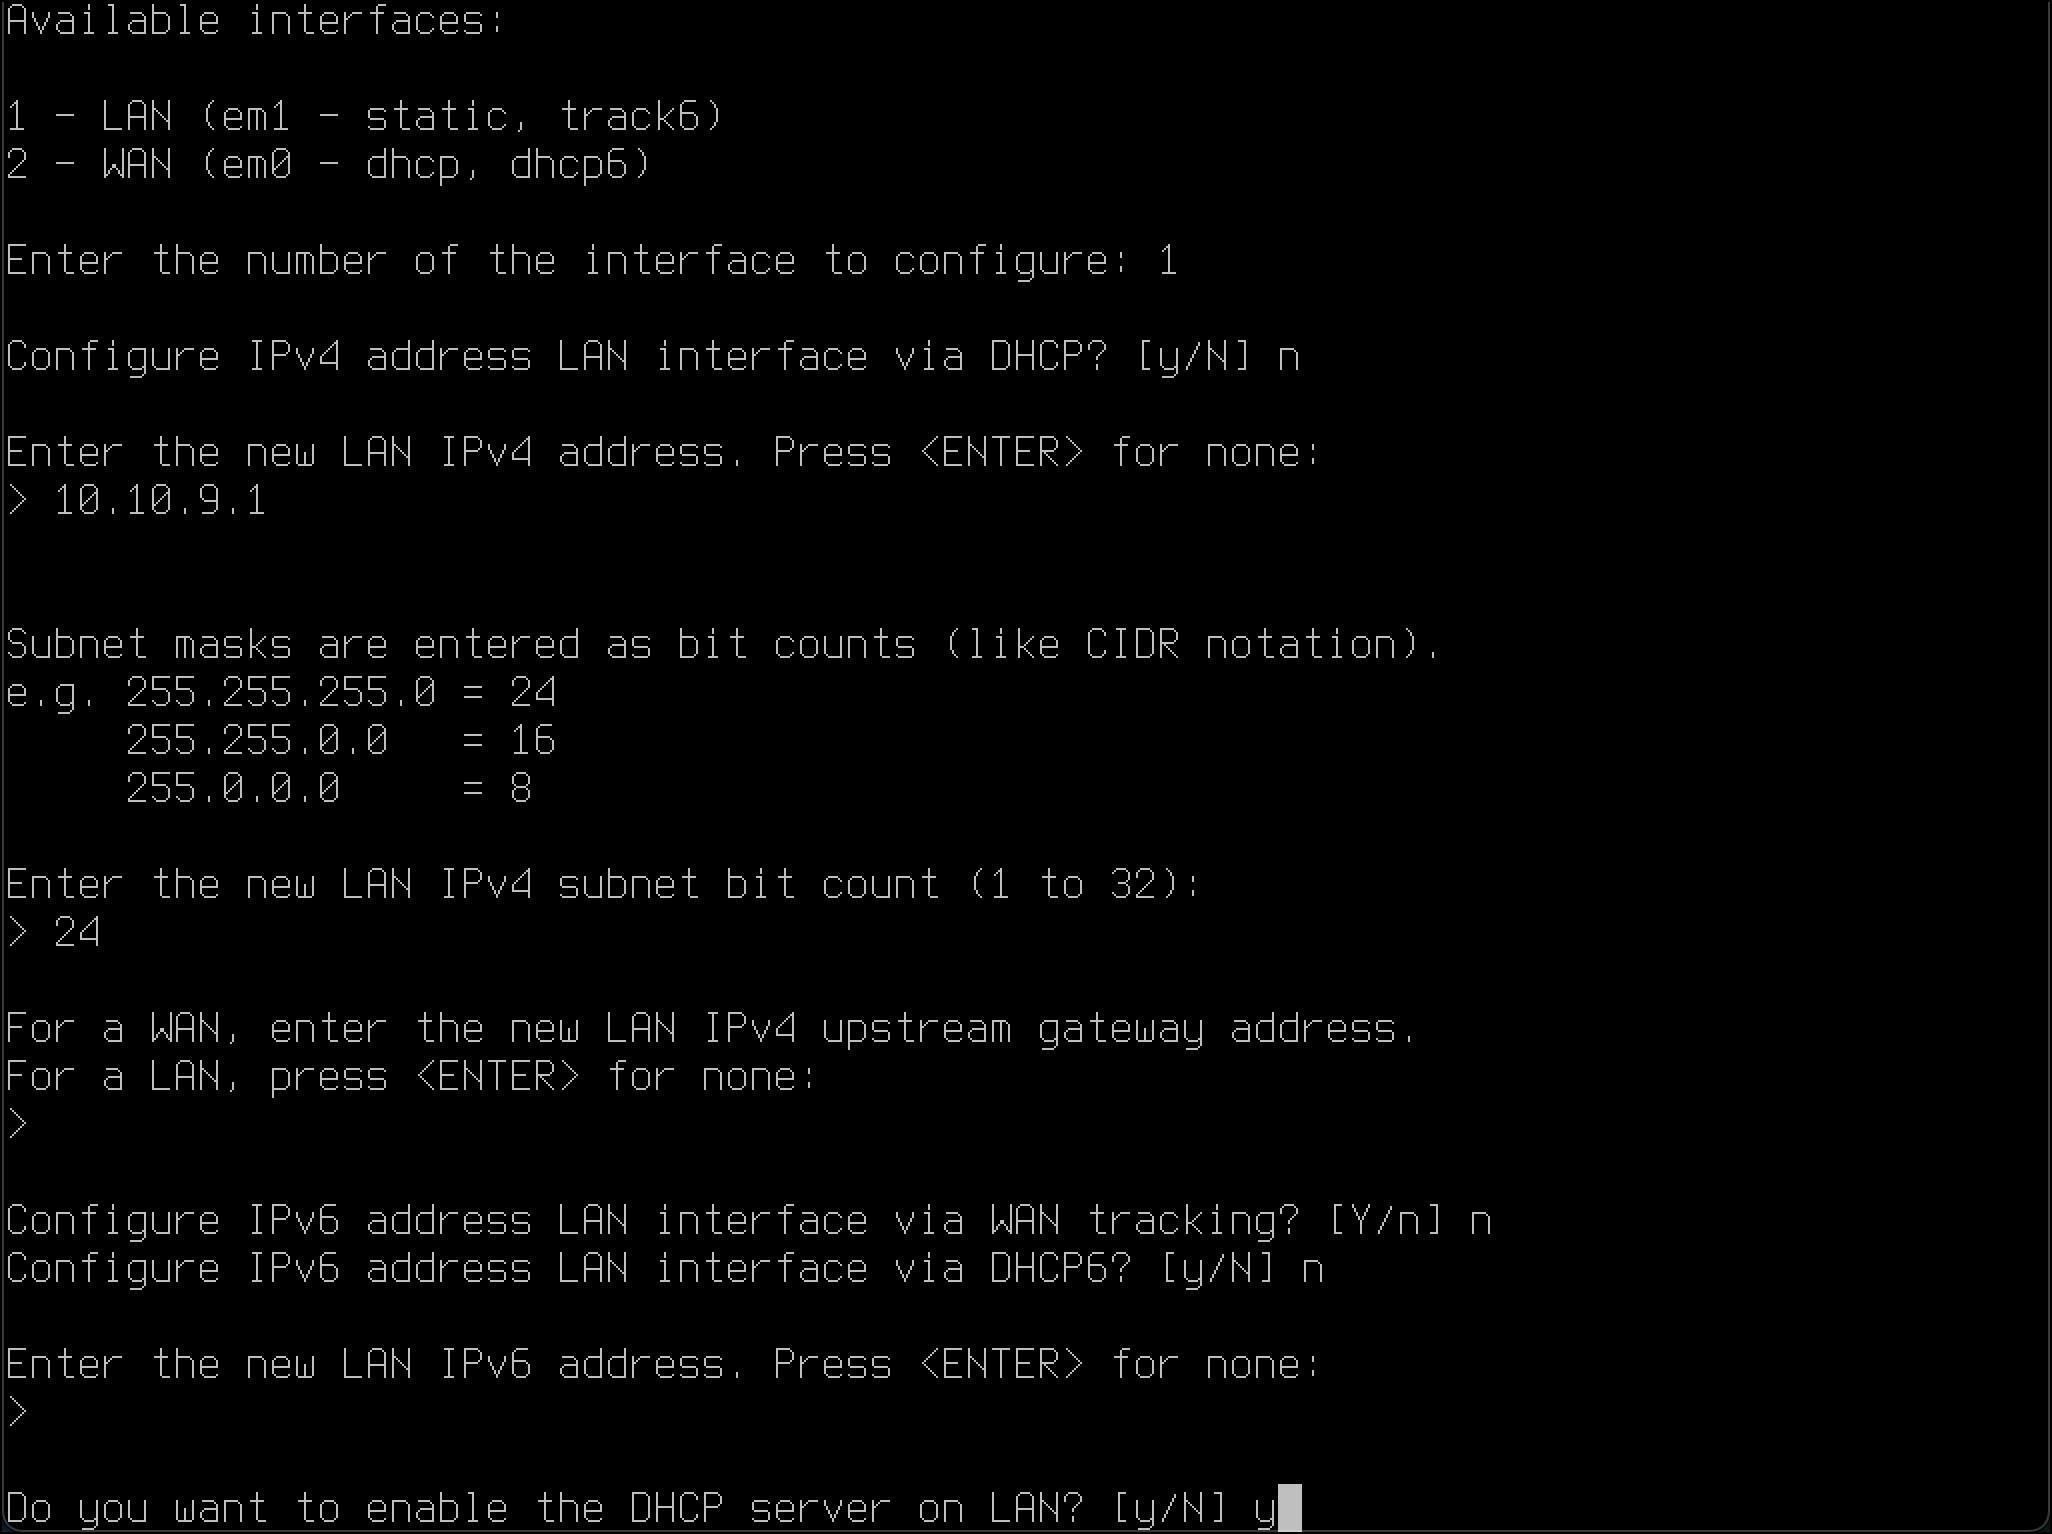 Available interfaces:
1 - LAN (em1 - static, track6)
2 - WAN (em0 - dhcp, dhcp6)
Enter the number of the interface to configure: 1
Configure IPv4 address LAN interface via DHCP? [y/N] n
Enter the new LAN IPv4 address. Press <ENTER> for none:
> 10.10.9.1
Subnet masks are entered as bit counts (like CIDR notation).
e.g. 255.255.255.0 = 24
     255.255.0.0   = 16
     255.0.0.0     = 8
Enter the new LAN IPv4 subnet bit count (1 to 32):
> 24
For a WAN, enter the new LAN IPv4 upstream gateway address.
For a LAN, press <ENTER> for none:
>
Configure IPv6 address LAN interface via WAN tracking? [Y/n] n
Configure IPv6 address LAN interface via DHCP6? [y/N] n
Enter the new LAN IPv6 address. Press <ENTER> for none:
>
Do you want to enable the DHCP server on LAN? [y/N] y